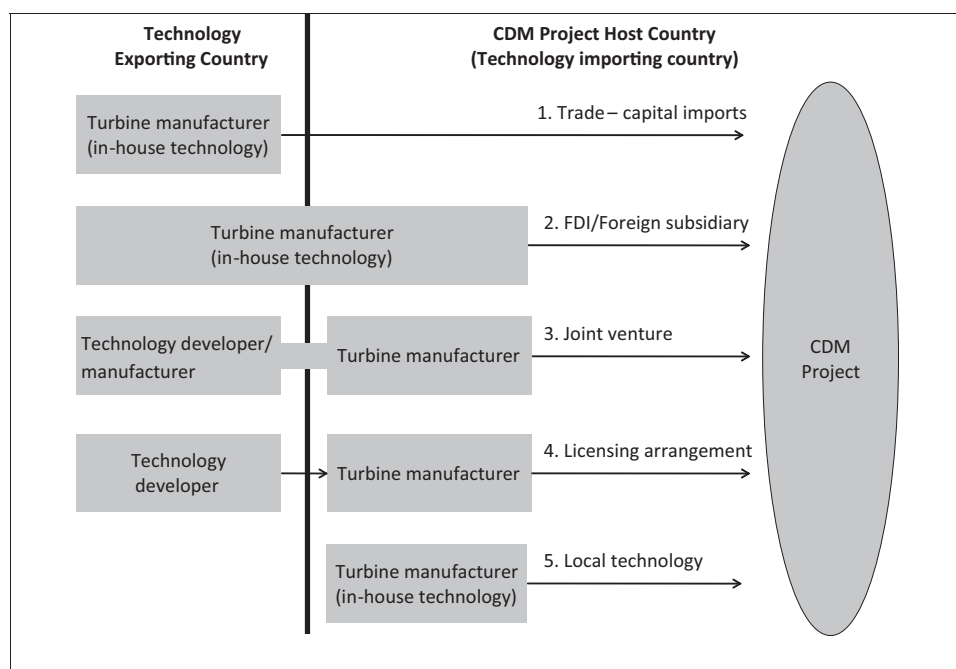 Technology
Exporting Country
CDM Project Host Country
(Technology importing country)
Turbine manufacturer
(in-house technology)
1. Trade – capital imports
Turbine manufacturer
(in-house technology)
2. FDI/Foreign subsidiary
Technology developer/
manufacturer
Turbine manufacturer
3. Joint venture
CDM
Project
Technology
developer
Turbine manufacturer
4. Licensing arrangement
Turbine manufacturer
(in-house technology)
5. Local technology